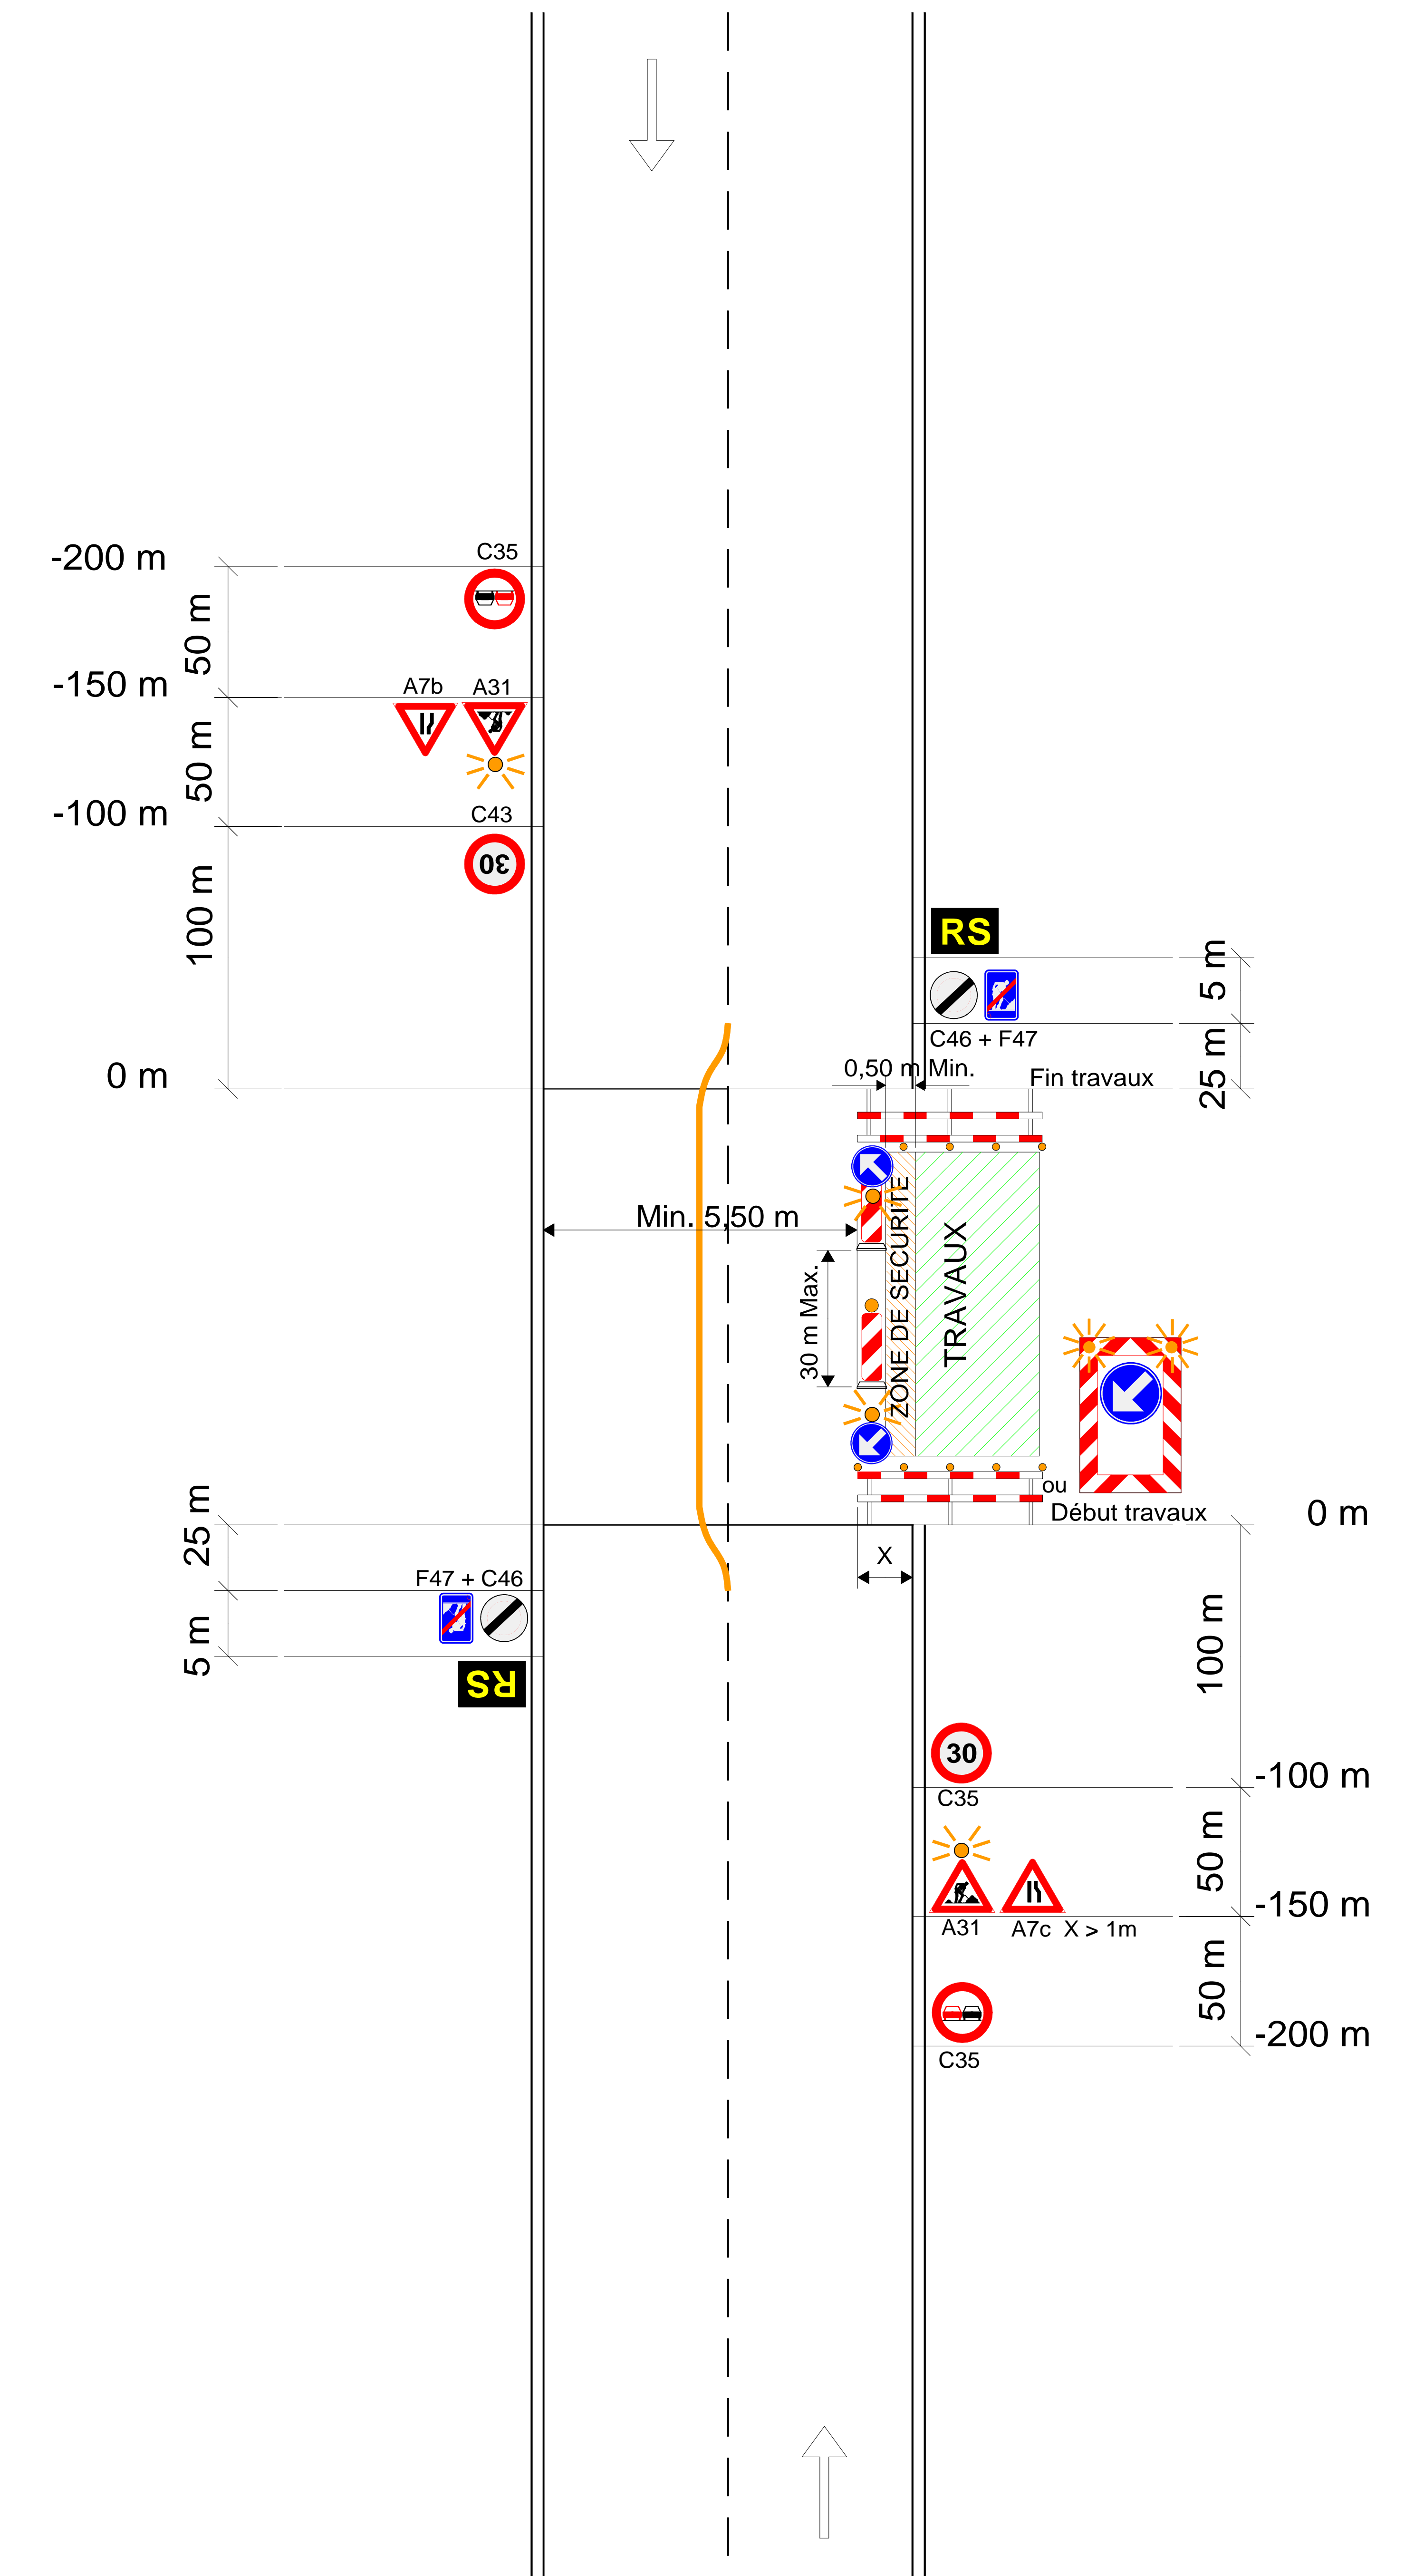 C35
-200 m
50 m
A7b A31
-150 m
50 m
C43
-100 m
30
100 m
RS
5 m
C46 + F47
25 m
0,50 m Min.
Fin travaux
0 m
Min. 5,50 m
ZONE DE SECURITE
TRAVAUX
30 m Max.
ou
Début travaux
0 m
25 m
X
F47 + C46
5 m
RS
100 m
30
-100 m
C35
50 m
-150 m
A31 A7c X > 1m
50 m
-200 m
C35